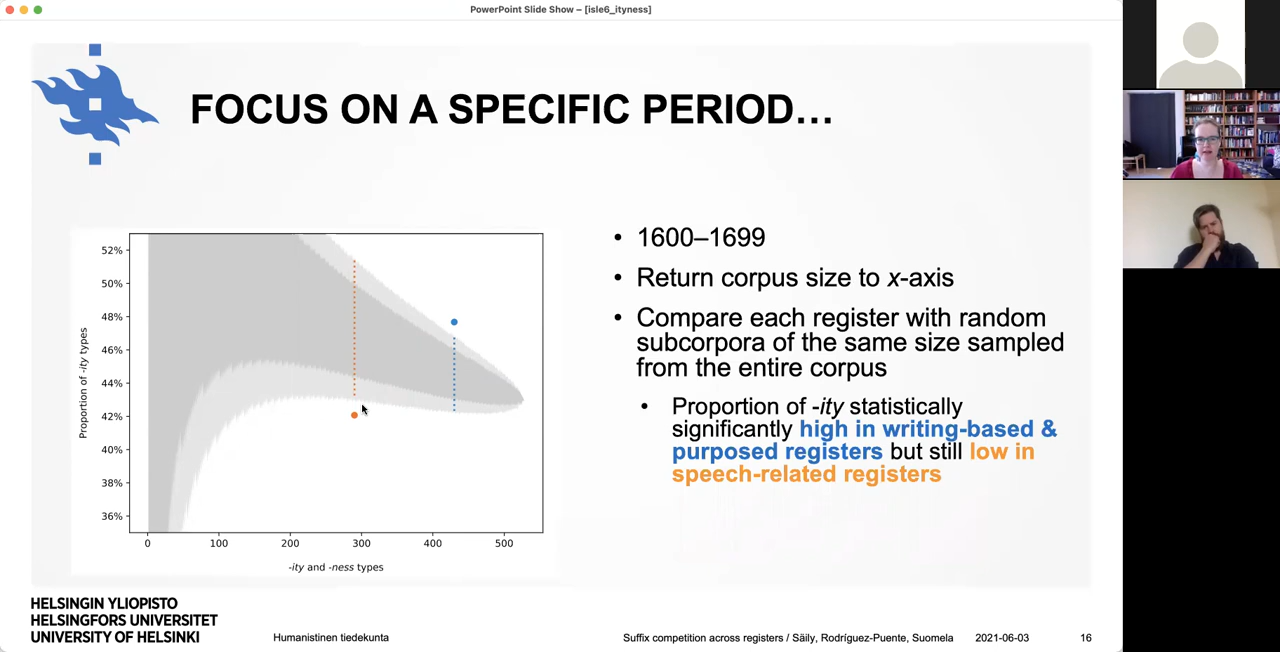 PowerPoint Slide Show – [isle6_ityness]
FOCUS ON A SPECIFIC PERIOD…
52%
50%
48%
46%
44%
42%
40%
38%
36%
Proportion of -ity types
0 100 200 300 400 500
-ity and -ness types
• 1600–1699
• Return corpus size to x-axis
• Compare each register with random
subcorpora of the same size sampled
from the entire corpus
• Proportion of -ity statistically
significantly high in writing-based &
purposed registers but still low in
speech-related registers
HELSINGIN YLIOPISTO
HELSINGFORS UNIVERSITET
UNIVERSITY OF HELSINKI
Humanistinen tiedekunta
Suffix competition across registers / Säily, Rodríguez-Puente, Suomela
2021-06-03
16